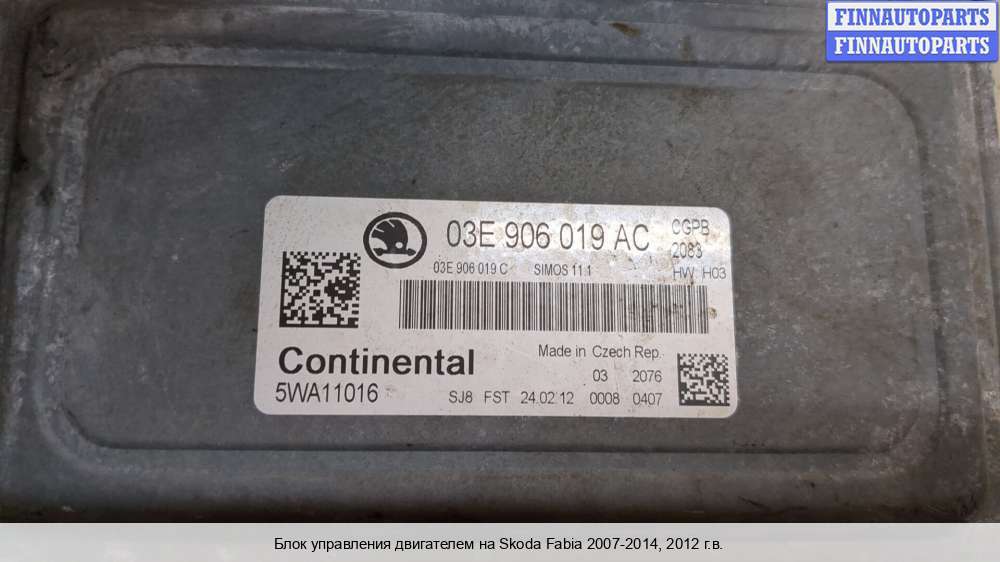 FINNAUTOPARTS
FINNAUTOPARTS
03E 906 019 AC
CGPB
2083
03E 906 019 C SIMOS 11.1
HW H03
Continental
Made in Czech Rep.
03 2076
5WA11016
SJ8 FST 24.02.12 0008 0407
Блок управления двигателем на Skoda Fabia 2007-2014, 2012 г.в.